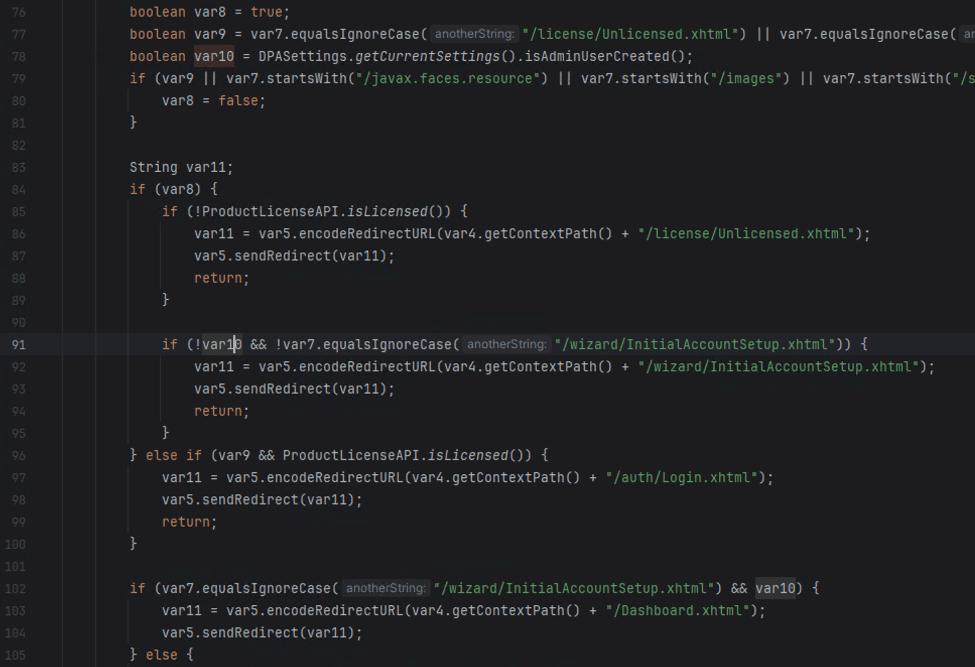 76 boolean var8 = true;
77 boolean var9 = var7.equalsIgnoreCase( anotherString: "/license/Unlicensed.xhtml") || var7.equalsIgnoreCase(
78 boolean var10 = DPASettings.getCurrentSettings().isAdminUserCreated();
79 if (var9 || var7.startsWith("/javax.faces.resource") || var7.startsWith("/images") || var7.startsWith("/s
80 var8 = false;
81 }
82
83 String var11;
84 if (var8) {
85 if (!ProductLicenseAPI.isLicensed()) {
86 var11 = var5.encodeRedirectURL(var4.getContextPath() + "/license/Unlicensed.xhtml");
87 var5.sendRedirect(var11);
88 return;
89 }
90
91 if (!var10 && !var7.equalsIgnoreCase( anotherString: "/wizard/InitialAccountSetup.xhtml")) {
92 var11 = var5.encodeRedirectURL(var4.getContextPath() + "/wizard/InitialAccountSetup.xhtml");
93 var5.sendRedirect(var11);
94 return;
95 }
96 } else if (var9 && ProductLicenseAPI.isLicensed()) {
97 var11 = var5.encodeRedirectURL(var4.getContextPath() + "/auth/Login.xhtml");
98 var5.sendRedirect(var11);
99 return;
100 }
101
102 if (var7.equalsIgnoreCase( anotherString: "/wizard/InitialAccountSetup.xhtml") && var10) {
103 var11 = var5.encodeRedirectURL(var4.getContextPath() + "/Dashboard.xhtml");
104 var5.sendRedirect(var11);
105 } else {